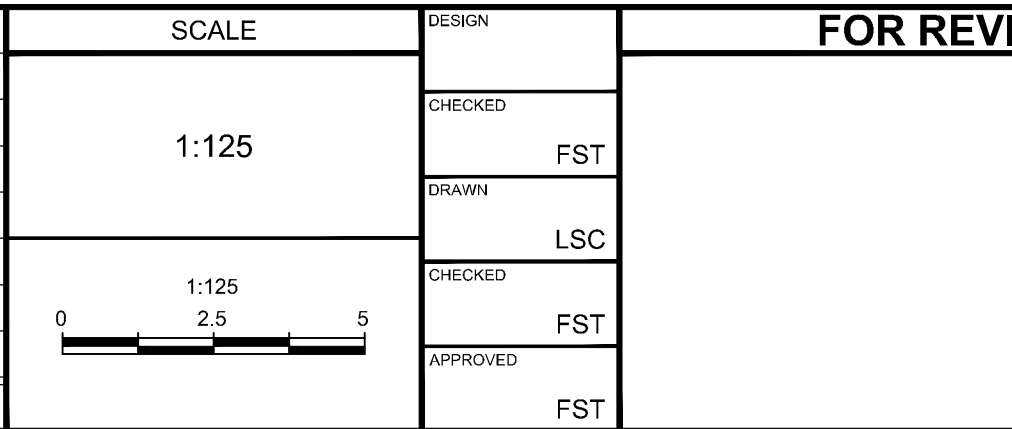 SCALE
1:125
1:125
0 2.5 5
DESIGN
CHECKED
FST
DRAWN
LSC
CHECKED
FST
APPROVED
FST
FOR